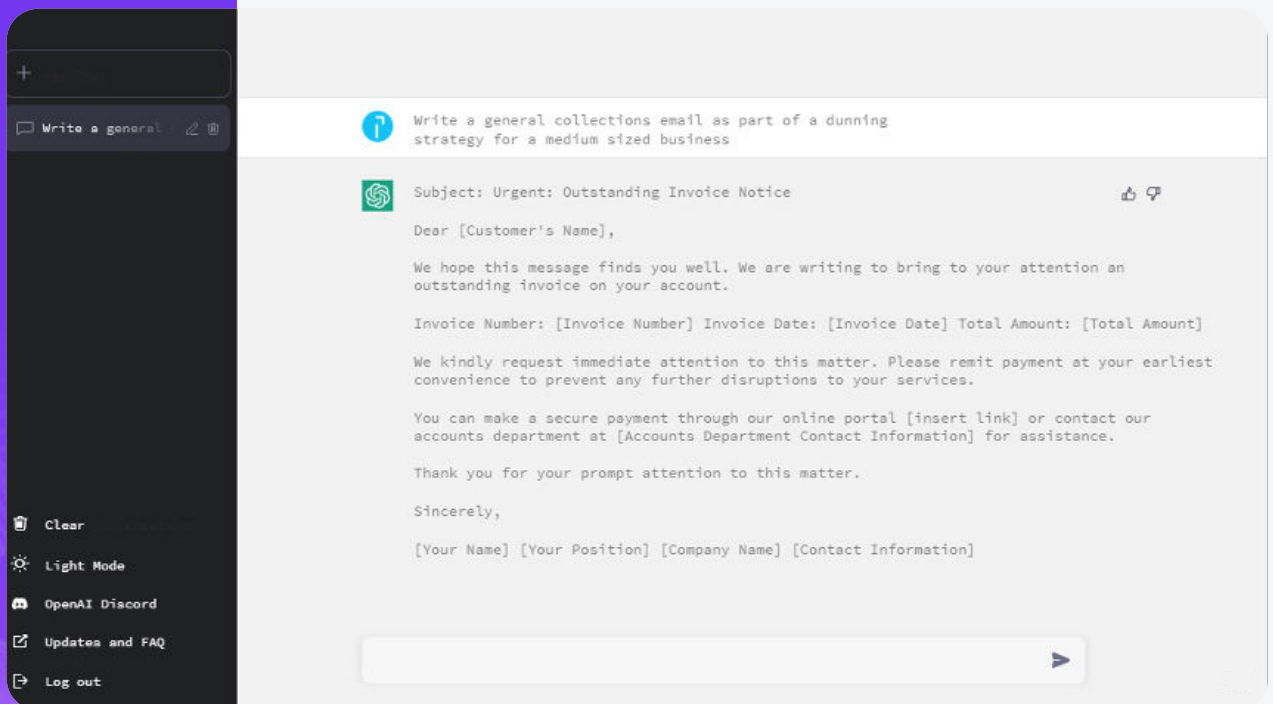 Write a general
Clear
Light Mode
OpenAI Discord
Updates and FAQ
Log out
Write a general collections email as part of a dunning
strategy for a medium sized business
Subject: Urgent: Outstanding Invoice Notice
Dear [Customer's Name],
We hope this message finds you well. We are writing to bring to your attention an
outstanding invoice on your account.
Invoice Number: [Invoice Number] Invoice Date: [Invoice Date] Total Amount: [Total Amount]
We kindly request immediate attention to this matter. Please remit payment at your earliest
convenience to prevent any further disruptions to your services.
You can make a secure payment through our online portal [insert link] or contact our
accounts department at [Accounts Department Contact Information] for assistance.
Thank you for your prompt attention to this matter.
Sincerely,
[Your Name] [Your Position] [Company Name] [Contact Information]